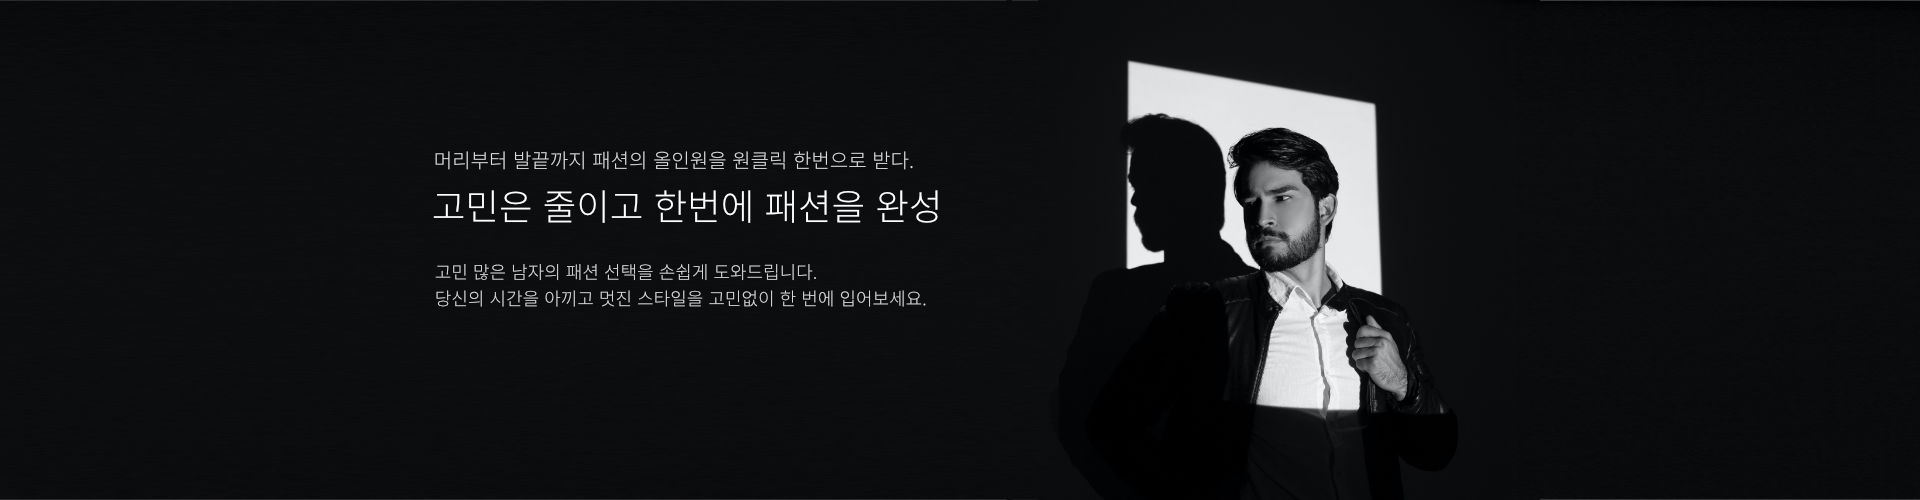 머리부터 발끝까지 패션의 올인원을 원클릭 한번으로 받다.
고민은 줄이고 한번에 패션을 완성
고민 많은 남자의 패션 선택을 손쉽게 도와드립니다.
당신의 시간을 아끼고 멋진 스타일을 고민없이 한 번에 입어보세요.